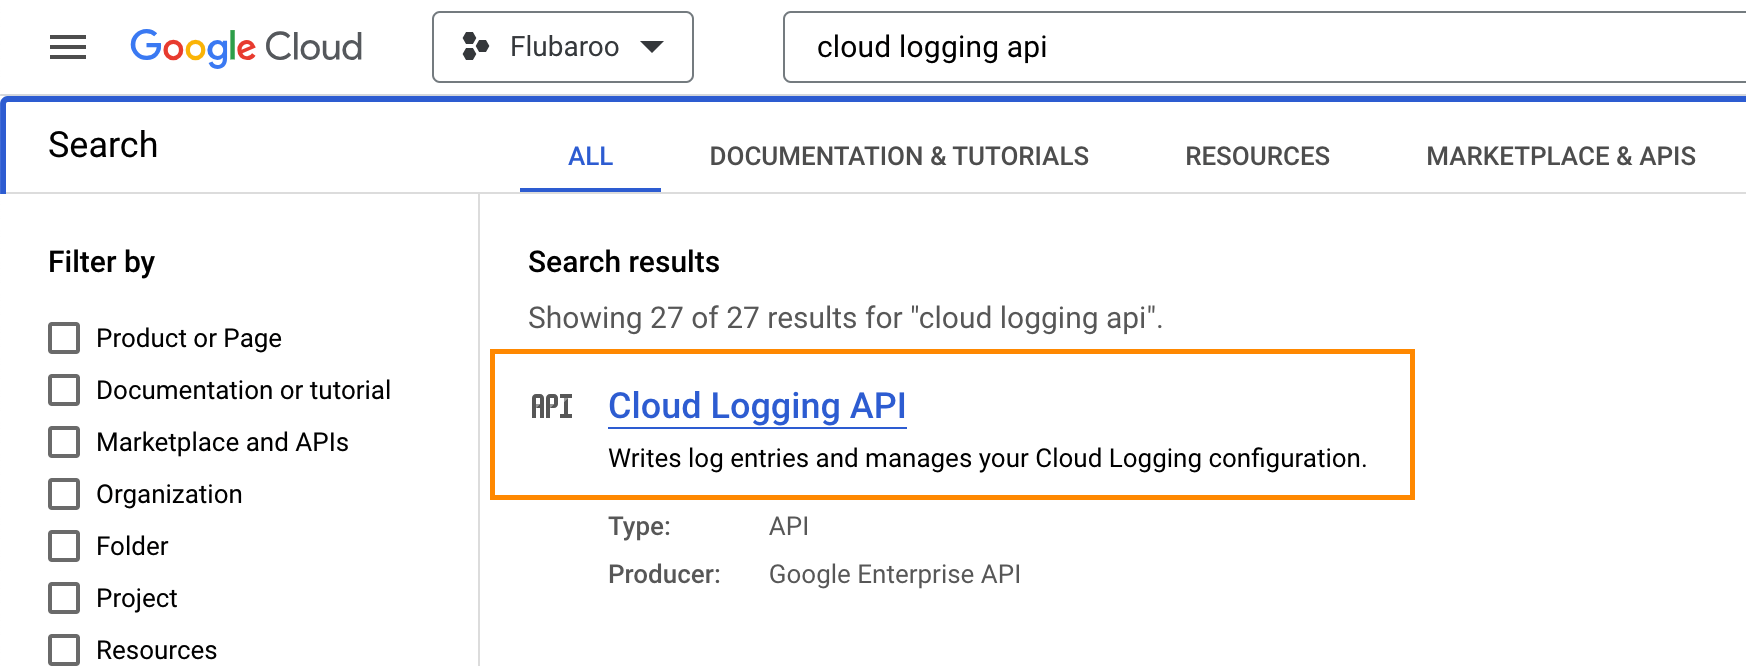 Google Cloud
Flubaroo
cloud logging api
Search
ALL
DOCUMENTATION & TUTORIALS
RESOURCES
MARKETPLACE & APIS
Filter by
Product or Page
Documentation or tutorial
Marketplace and APIs
Organization
Folder
Project
Resources
Search results
Showing 27 of 27 results for "cloud logging api".
API
Cloud Logging API
Writes log entries and manages your Cloud Logging configuration.
Type: API
Producer: Google Enterprise API